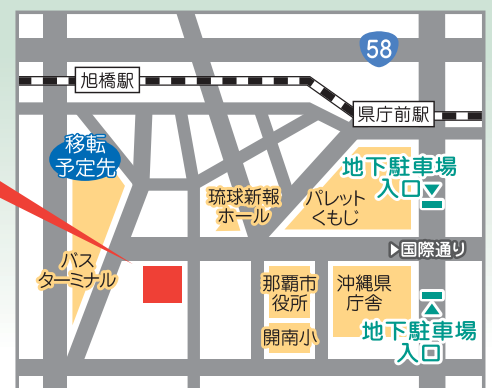 58
旭橋駅
県庁前駅
移転
予定先
地下駐車場
入口▼
琉球新報
ホール
パレット
くもじ
▶国際通り
バス
ターミナル
那覇市
役所
沖縄県
庁舎
開南小
▲
地下駐車場
入口